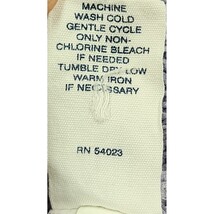 MACHINE
WASH COLD
GENTLE CYCLE
ONLY NON-
CHLORINE BLEACH
IF NEEDED
TUMBLE DRY LOW
WARM IRON
IF NECESSARY
RN 54023